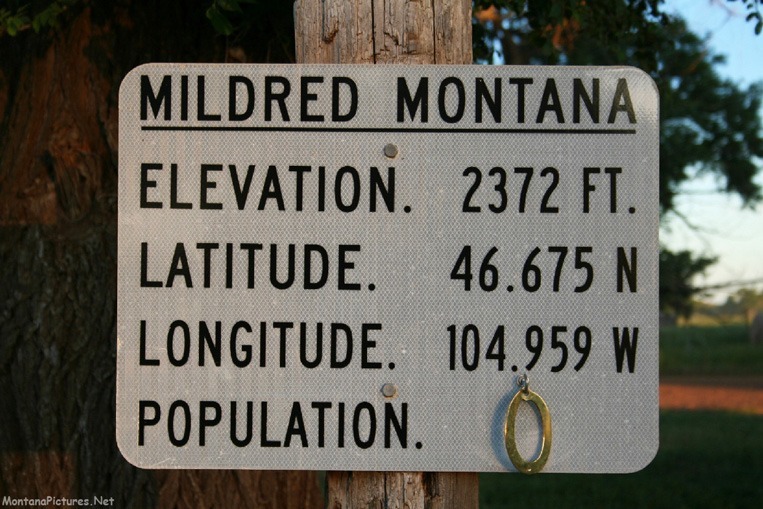 MILDRED MONTANA
ELEVATION. 2372 FT.
LATITUDE. 46.675 N
LONGITUDE. 104.959 W
POPULATION. 0
MontanaPictures.Net